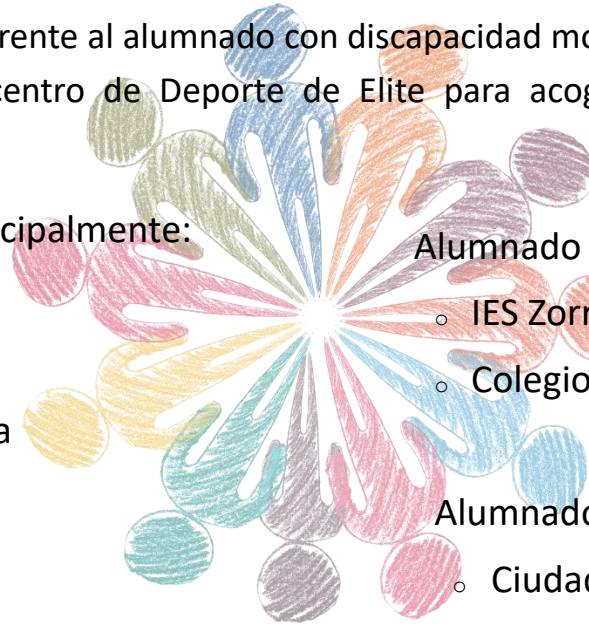 rente al alumnado con discapacidad mo
centro de Deporte de Elite para acog
cipalmente:
Alumnado
○ IES Zorr
○ Colegio
a
Alumnado
○ Ciudad